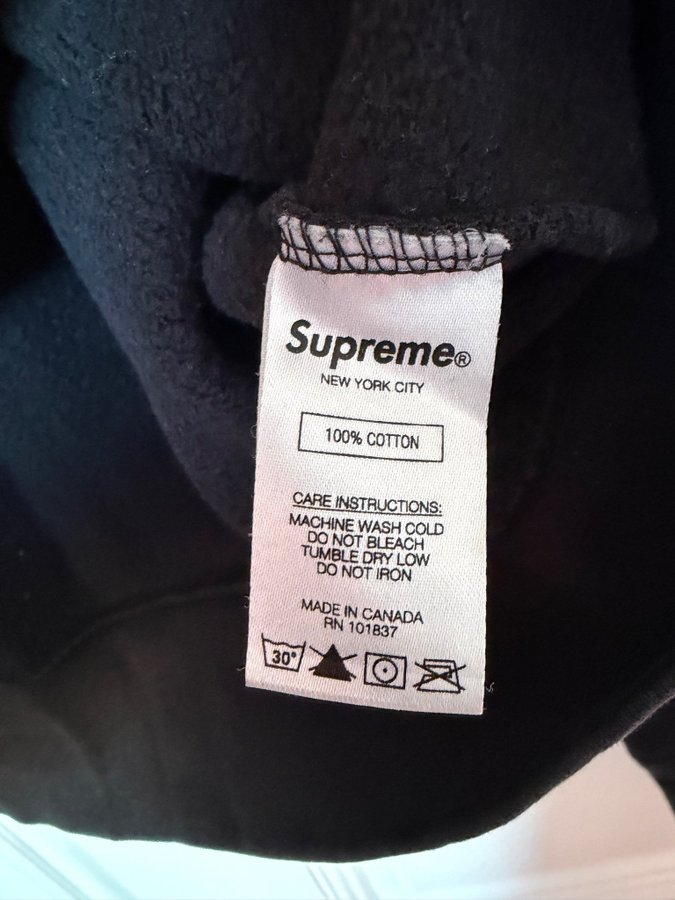 Supreme®
NEW YORK CITY
100% COTTON
CARE INSTRUCTIONS:
MACHINE WASH COLD
DO NOT BLEACH
TUMBLE DRY LOW
DO NOT IRON
MADE IN CANADA
RN 101837
30°